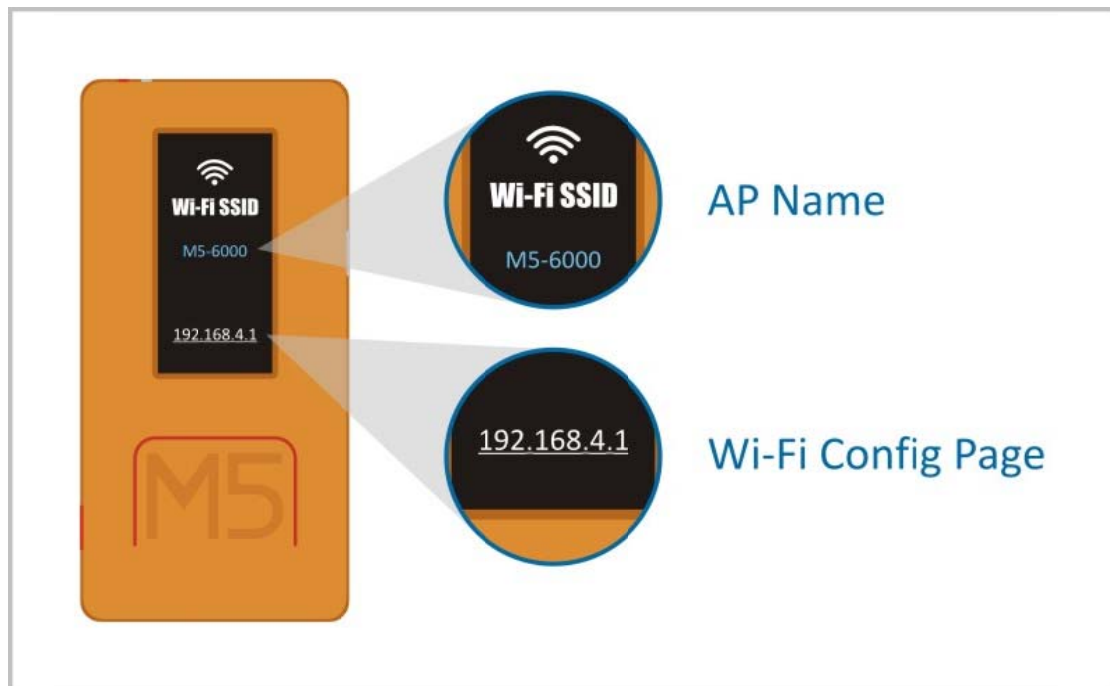 Wi-Fi SSID
M5-6000
192.168.4.1
M5
Wi-Fi SSID
M5-6000
AP Name
192.168.4.1
Wi-Fi Config Page